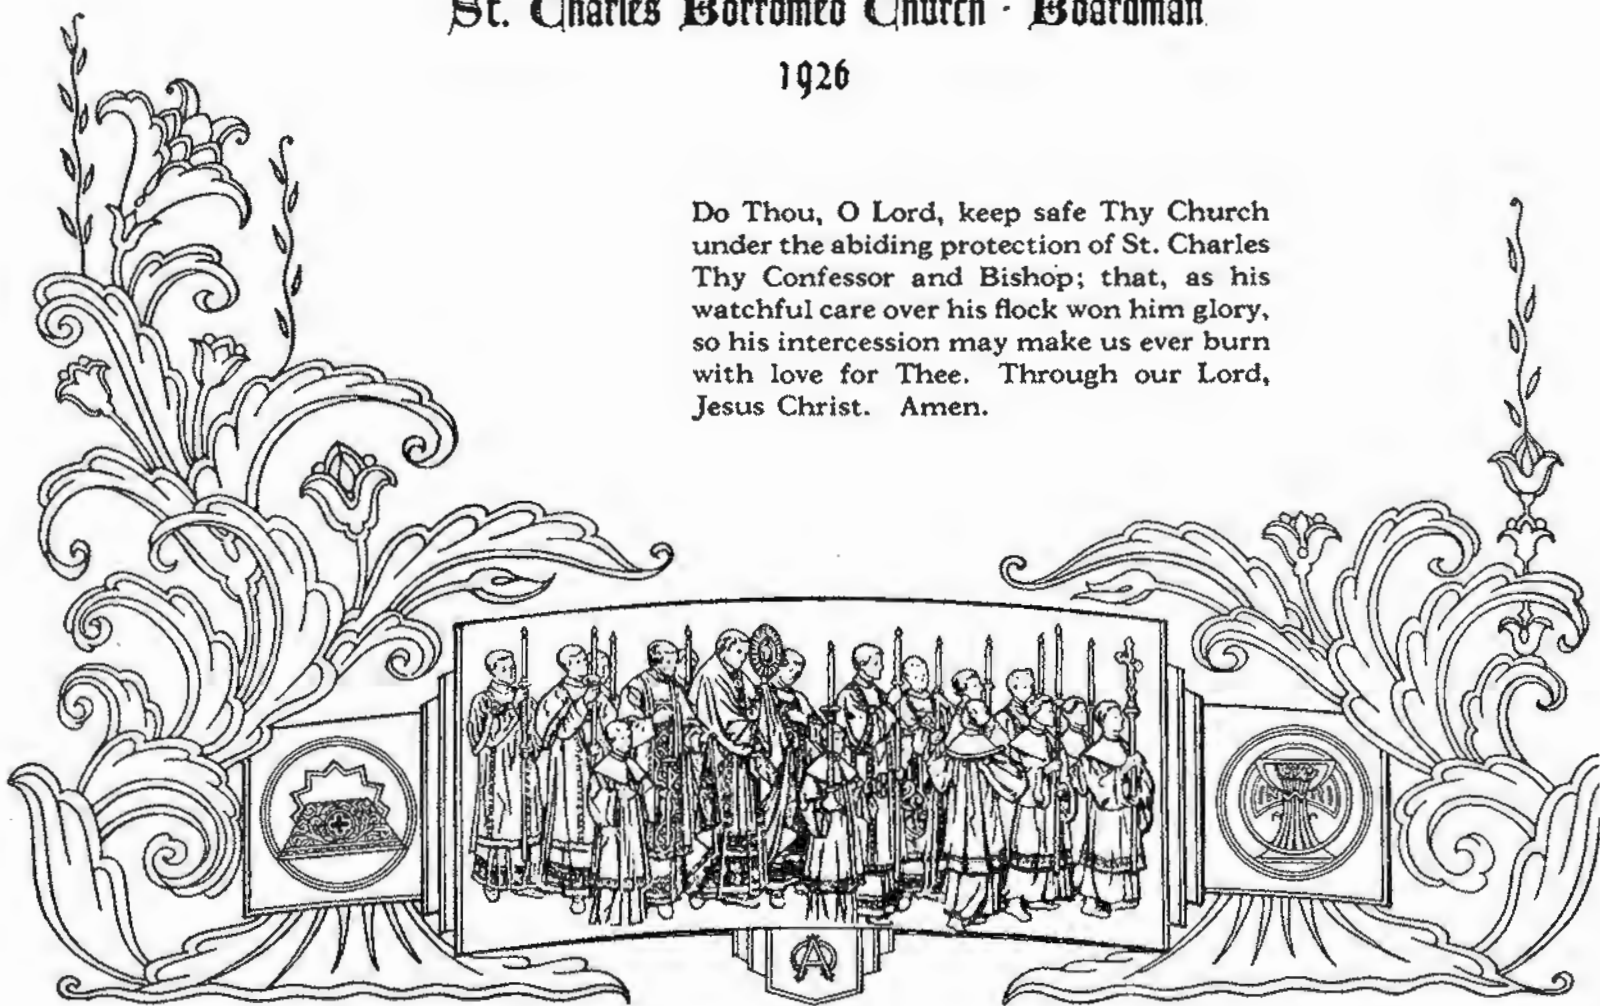 St. Charles Borromeo Church - Boardman
1926
Do Thou, O Lord, keep safe Thy Church
under the abiding protection of St. Charles
Thy Confessor and Bishop; that, as his
watchful care over his flock won him glory,
so his intercession may make us ever burn
with love for Thee. Through our Lord,
Jesus Christ. Amen.